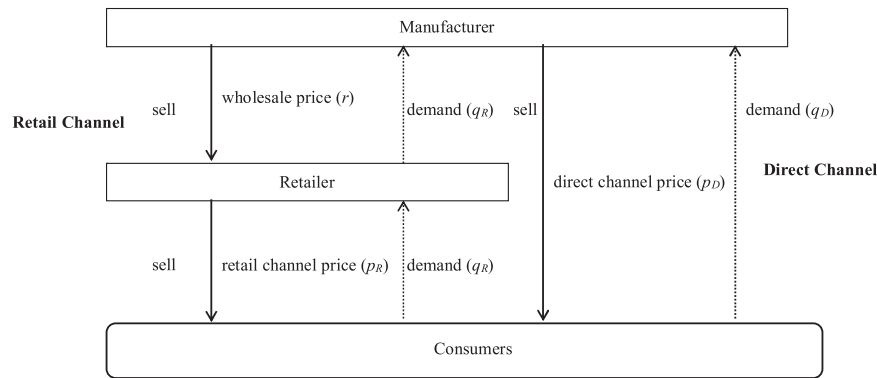 Manufacturer
wholesale price (r)
sell
demand (qR)
sell
demand (qD)
Retail Channel
Direct Channel
Retailer
direct channel price (pD)
sell
retail channel price (pR)
demand (qR)
Consumers